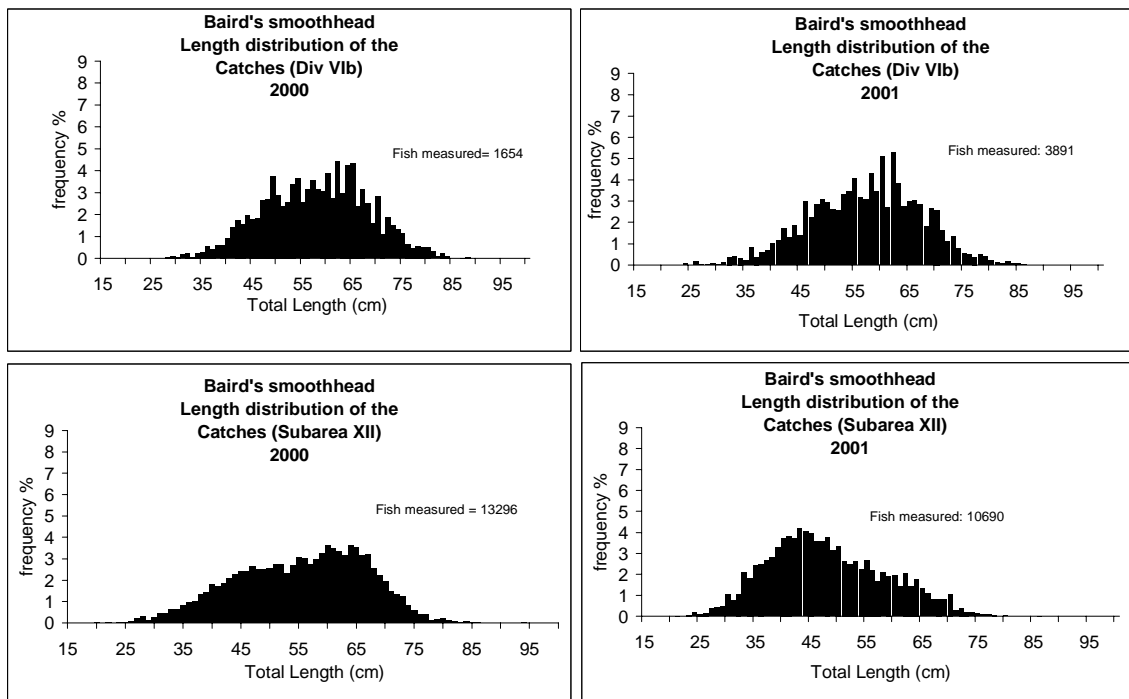 Baird's smoothhead
Length distribution of the
Catches (Div VIb)
2000
Fish measured= 1654
frequency %
9
8
7
6
5
4
3
2
1
0
15 25 35 45 55 65 75 85 95
Total Length (cm)
Baird's smoothhead
Length distribution of the
Catches (Div VIb)
2001
Fish measured: 3891
frequency %
9
8
7
6
5
4
3
2
1
0
15 25 35 45 55 65 75 85 95
Total Length (cm)
Baird's smoothhead
Length distribution of the
Catches (Subarea XII)
2000
Fish measured = 13296
frequency %
9
8
7
6
5
4
3
2
1
0
15 25 35 45 55 65 75 85 95
Total Length (cm)
Baird's smoothhead
Length distribution of the
Catches (Subarea XII)
2001
Fish measured: 10690
frequency %
9
8
7
6
5
4
3
2
1
0
15 25 35 45 55 65 75 85 95
Total Length (cm)